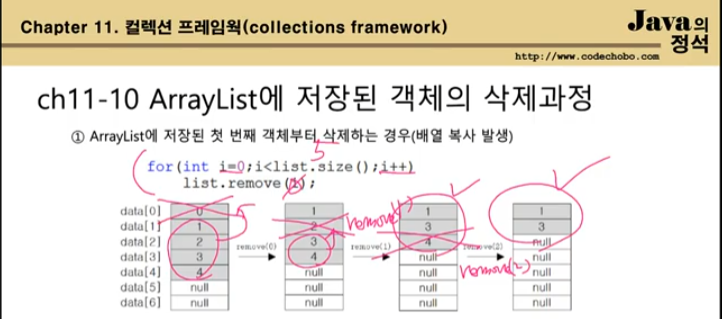 Chapter 11. 컬렉션 프레임웍(collections framework)
Java의 정석
http://www.codechobo.com
ch11-10 ArrayList에 저장된 객체의 삭제과정
① ArrayList에 저장된 첫 번째 객체부터 삭제하는 경우(배열 복사 발생)
5
for(int i=0;i<list.size();i++)
list.remove(i);
data[0] 0 1 1 1
data[1] 1 2 3 3
data[2] 2 3 4 null
data[3] 3 4 null null
remove(0) remove(1) remove(2)
data[4] 4 null null null
data[5] null null null null
data[6] null null null null
remove(1)
remove(2)